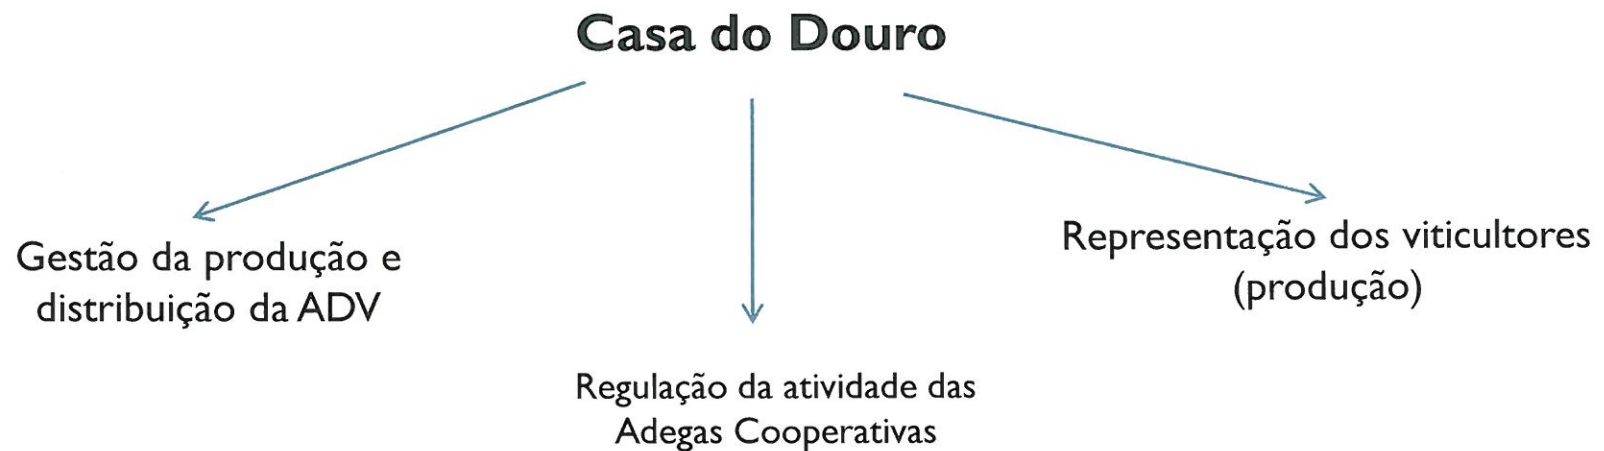 Casa do Douro
Gestão da produção e
distribuição da ADV
Regulação da atividade das
Adegas Cooperativas
Representação dos viticultores
(produção)